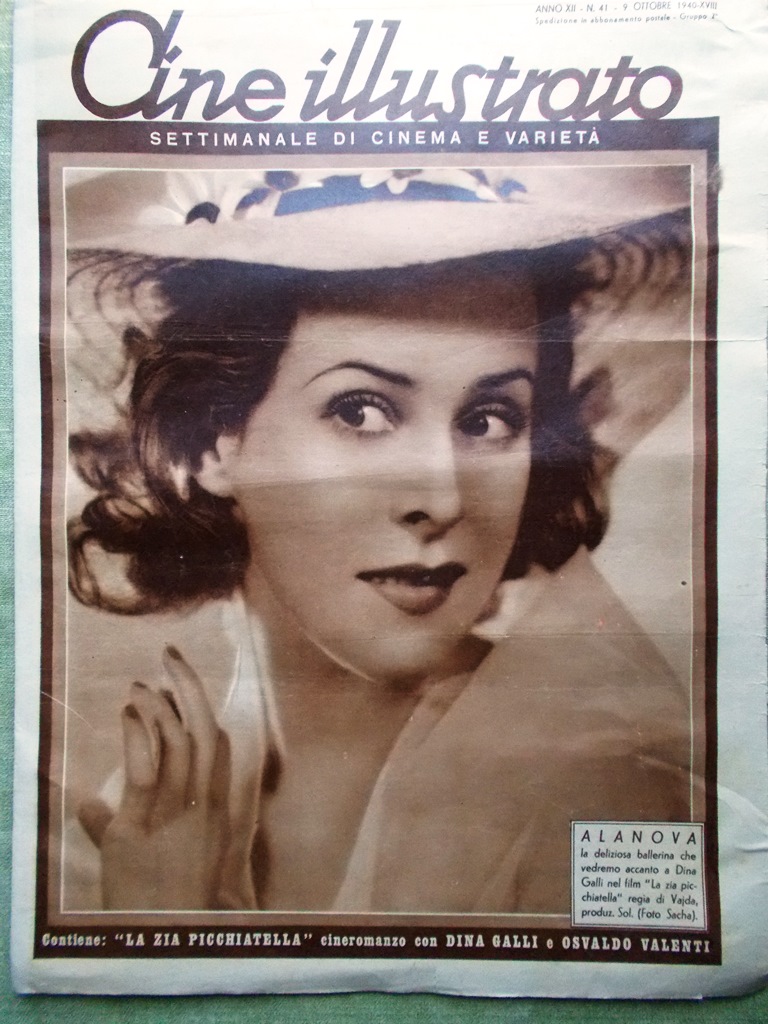 ANNO XII - N. 41 - 9 OTTOBRE 1940-XVIII
Spedizione in abbonamento postale - Gruppo 2°
Cine illustrato
SETTIMANALE DI CINEMA E VARIETÀ
ALANOVA
la deliziosa ballerina che
vedremo accanto a Dina
Galli nel film "La zia pic-
chiatella" regia di Vajda,
produz. Sol. (Foto Sacha).
Contiene: "LA ZIA PICCHIATELLA" cineromanzo con DINA GALLI e OSVALDO VALENTI